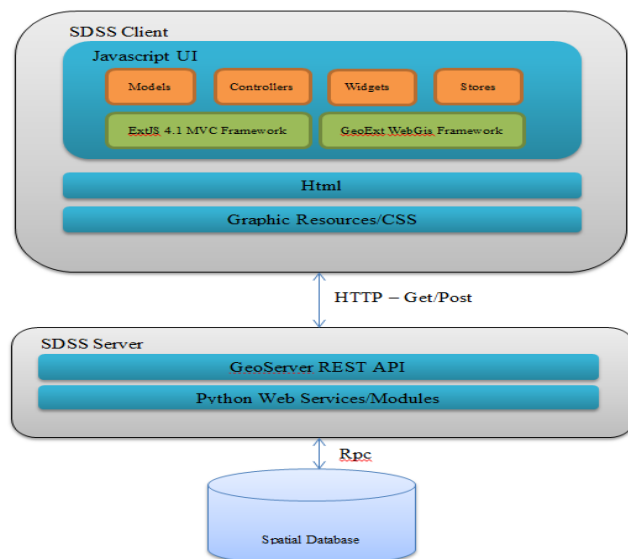 SDSS Client
Javascript UI
Models
Controllers
Widgets
Stores
ExtJS 4.1 MVC Framework
GeoExt WebGis Framework
Html
Graphic Resources/CSS
HTTP – Get/Post
SDSS Server
GeoServer REST API
Python Web Services/Modules
Rpc
Spatial Database